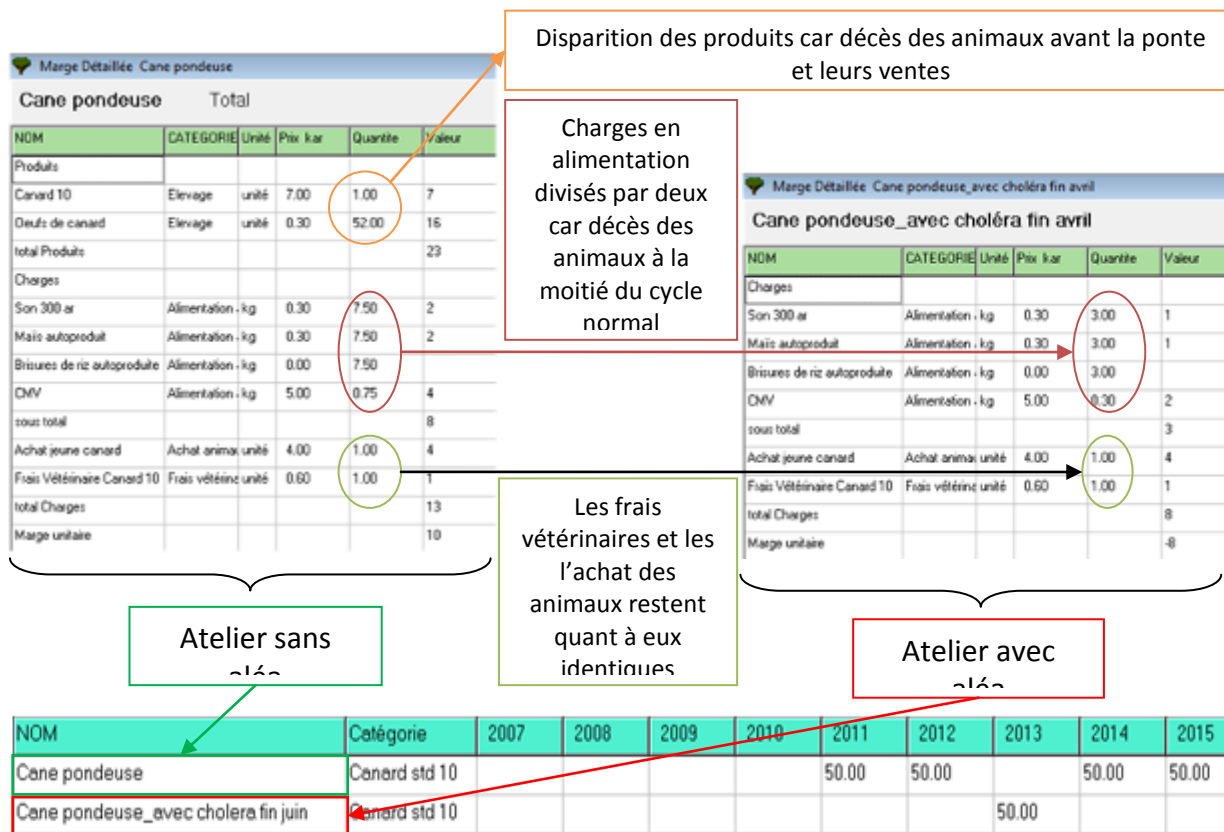 Disparition des produits car décès des animaux avant la ponte
et leurs ventes
Marge Détaillée Cane pondeuse
Cane pondeuse Total
NOM CATEGORIE Unité Prix kar Quantite Valeur
Produits
Canard 10 Elevage unité 7.00 1.00 7
Oeufs de canard Elevage unité 0.30 52.00 16
total Produits 23
Charges
Son 300 ar Alimentation - kg 0.30 7.50 2
Maïs autoproduit Alimentation - kg 0.30 7.50 2
Brisures de riz autoproduite Alimentation - kg 0.00 7.50
CMV Alimentation - kg 5.00 0.75 4
sous total 8
Achat jeune canard Achat animau unité 4.00 1.00 4
Frais Vétérinaire Canard 10 Frais vétérina unité 0.60 1.00 1
total Charges 13
Marge unitaire 10
Charges en
alimentation
divisés par deux
car décès des
animaux à la
moitié du cycle
normal
Marge Détaillée Cane pondeuse_avec choléra fin avril
Cane pondeuse_avec choléra fin avril
NOM CATEGORIE Unité Prix kar Quantite Valeur
Charges
Son 300 ar Alimentation - kg 0.30 3.00 1
Maïs autoproduit Alimentation - kg 0.30 3.00 1
Brisures de riz autoproduite Alimentation - kg 0.00 3.00
CMV Alimentation - kg 5.00 0.30 2
sous total 3
Achat jeune canard Achat animau unité 4.00 1.00 4
Frais Vétérinaire Canard 10 Frais vétérina unité 0.60 1.00 1
total Charges 8
Marge unitaire -8
Les frais
vétérinaires et les
l'achat des
animaux restent
quant à eux
identiques
Atelier sans
aléa
Atelier avec
aléa
NOM Catégorie 2007 2008 2009 2010 2011 2012 2013 2014 2015
Cane pondeuse Canard std 10 50.00 50.00 50.00 50.00
Cane pondeuse_avec cholera fin juin Canard std 10 50.00